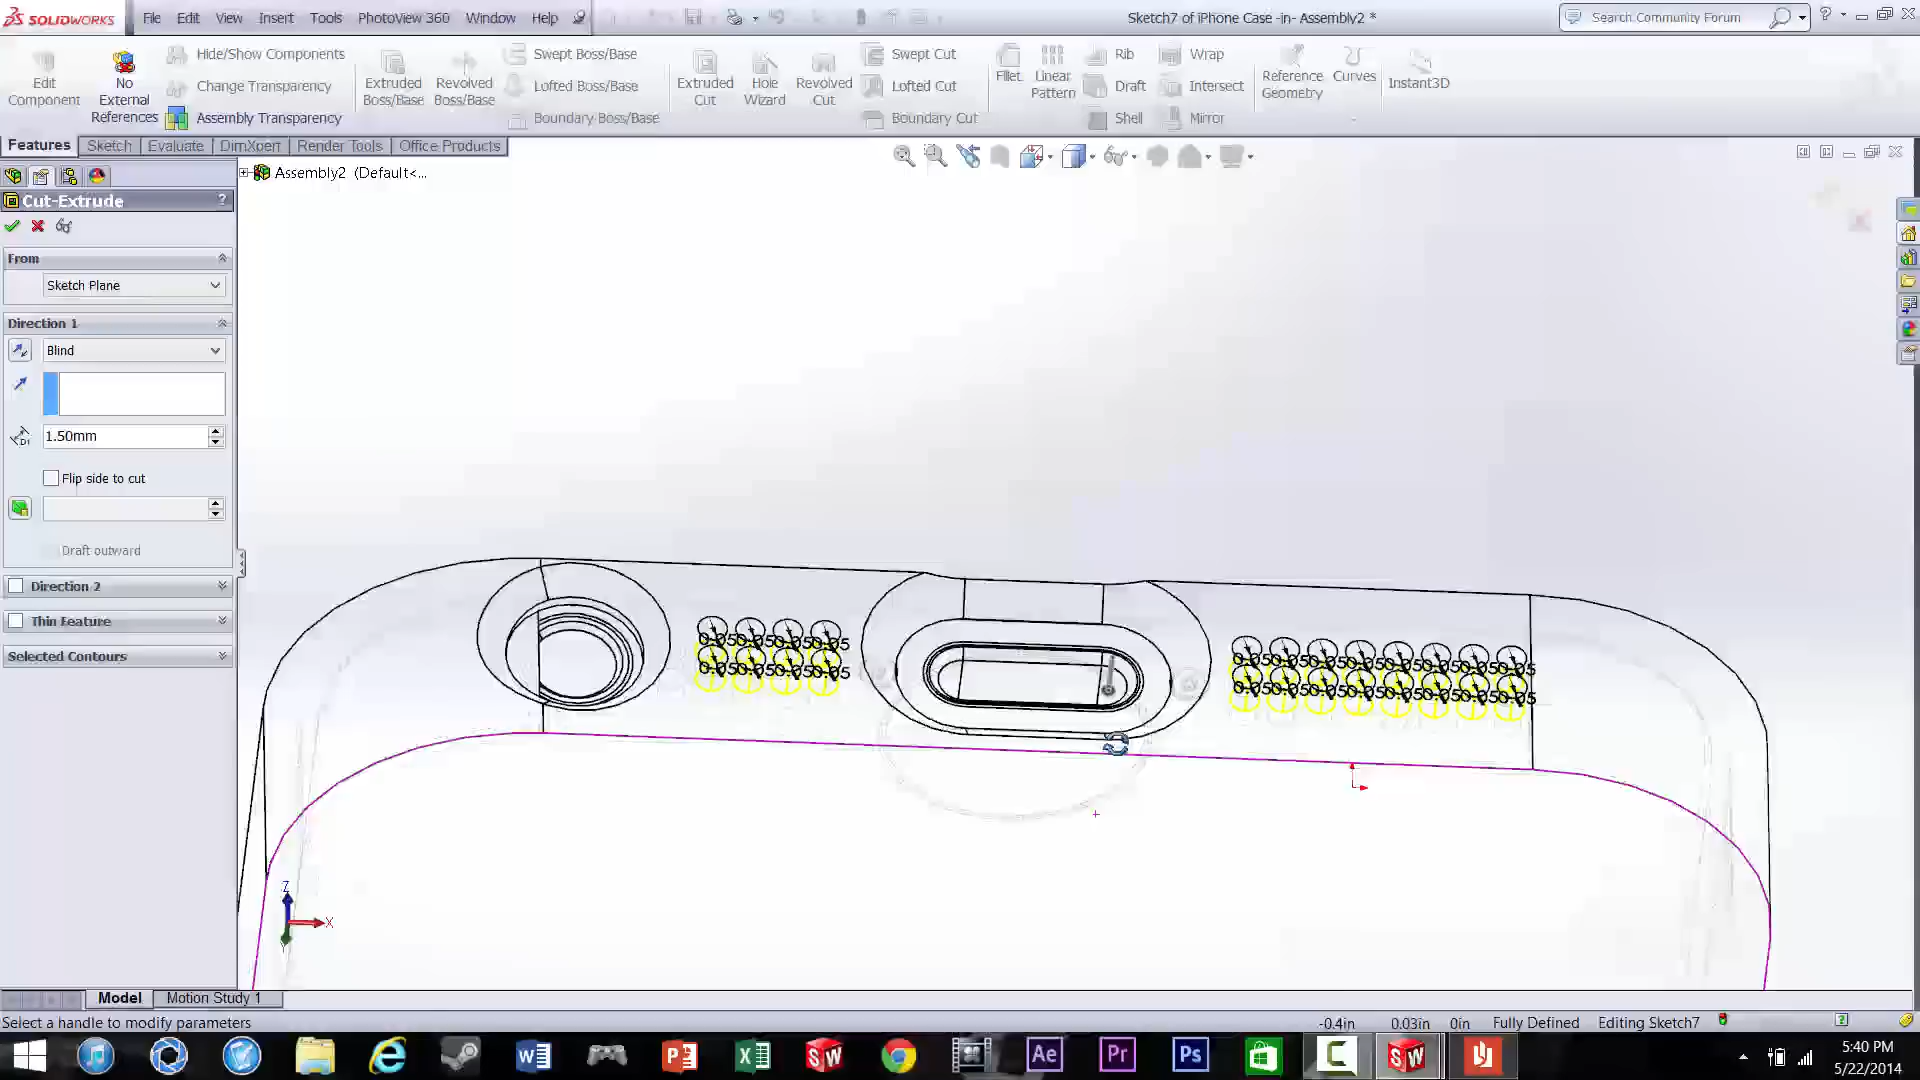 SOLIDWORKS
File Edit View Insert Tools PhotoView 360 Window Help
Sketch7 of iPhone Case -in- Assembly2 *
Search Community Forum
Edit Component
No External References
Hide/Show Components
Change Transparency
Assembly Transparency
Extruded Boss/Base
Revolved Boss/Base
Swept Boss/Base
Lofted Boss/Base
Boundary Boss/Base
Extruded Cut
Hole Wizard
Revolved Cut
Swept Cut
Lofted Cut
Boundary Cut
Fillet
Linear Pattern
Rib
Draft
Shell
Wrap
Intersect
Mirror
Reference Geometry
Curves
Instant3D
Features Sketch Evaluate DimXpert Render Tools Office Products
Assembly2 (Default<...
Cut-Extrude ?
From
Sketch Plane
Direction 1
Blind
D1
1.50mm
Flip side to cut
Draft outward
Direction 2
Thin Feature
Selected Contours
Z
X
Y
Model Motion Study 1
Select a handle to modify parameters
-0.4in 0.03in 0in Fully Defined Editing Sketch7
Ae Pr Ps
5:40 PM
5/22/2014